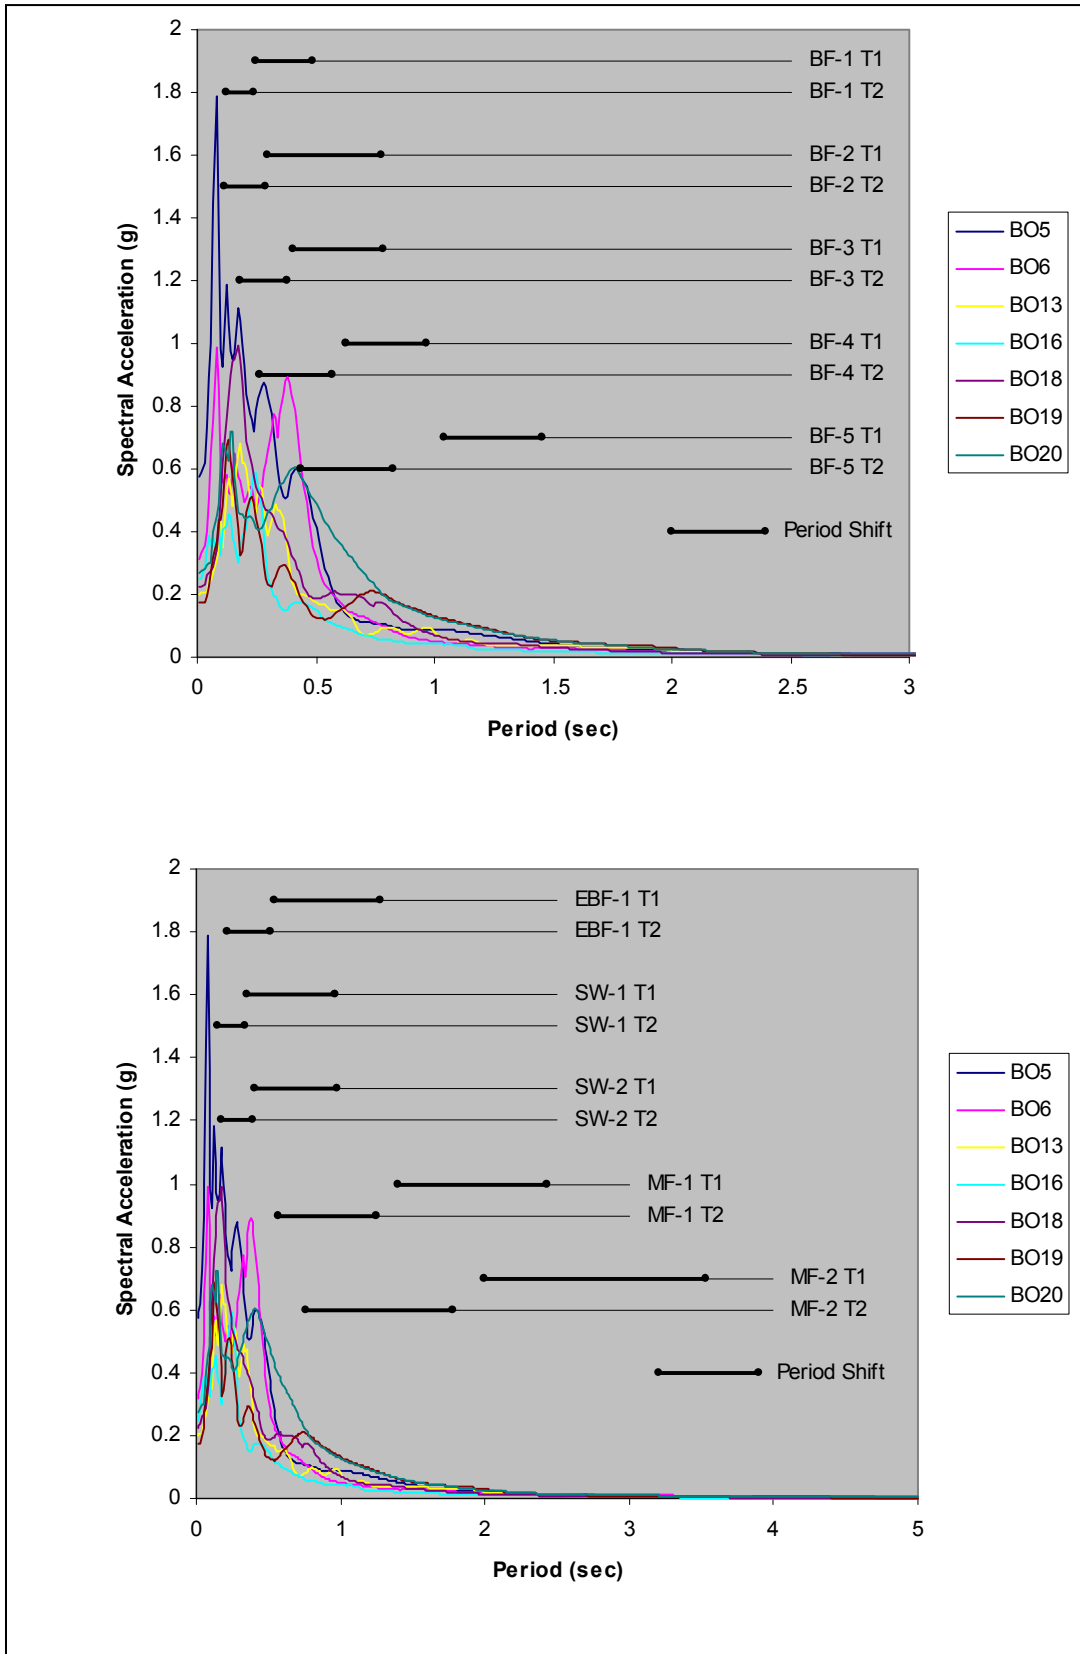 2
1.8
1.6
1.4
1.2
1
0.8
0.6
0.4
0.2
0
Spectral Acceleration (g)
BF-1 T1
BF-1 T2
BF-2 T1
BF-2 T2
BF-3 T1
BF-3 T2
BF-4 T1
BF-4 T2
BF-5 T1
BF-5 T2
Period Shift
0 0.5 1 1.5 2 2.5 3
Period (sec)
BO5
BO6
BO13
BO16
BO18
BO19
BO20
2
1.8
1.6
1.4
1.2
1
0.8
0.6
0.4
0.2
0
Spectral Acceleration (g)
EBF-1 T1
EBF-1 T2
SW-1 T1
SW-1 T2
SW-2 T1
SW-2 T2
MF-1 T1
MF-1 T2
MF-2 T1
MF-2 T2
Period Shift
0 1 2 3 4 5
Period (sec)
BO5
BO6
BO13
BO16
BO18
BO19
BO20